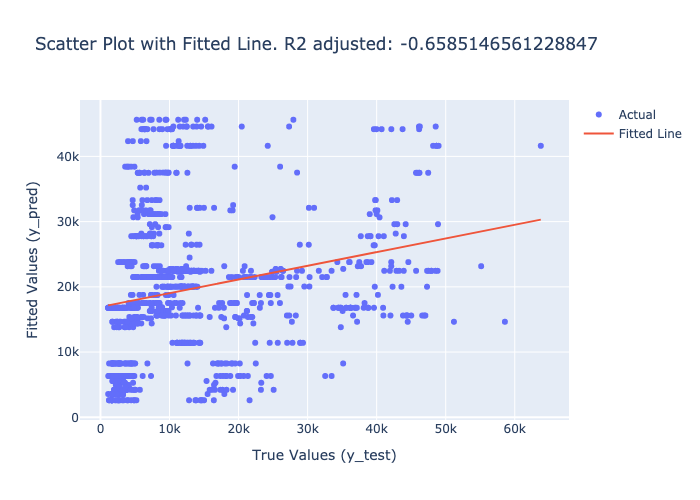 Scatter Plot with Fitted Line. R2 adjusted: -0.6585146561228847
Actual
Fitted Line
40k
30k
20k
10k
0
0 10k 20k 30k 40k 50k 60k
Fitted Values (y_pred)
True Values (y_test)